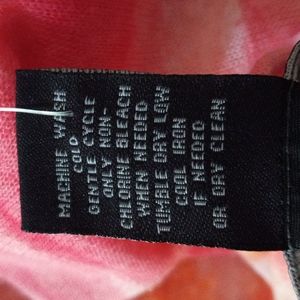 MACHINE WASH
COLD
GENTLE CYCLE
ONLY NON-
CHLORINE BLEACH
WHEN NEEDED
TUMBLE DRY LOW
COOL IRON
IF NEEDED
OR DRY CLEAN